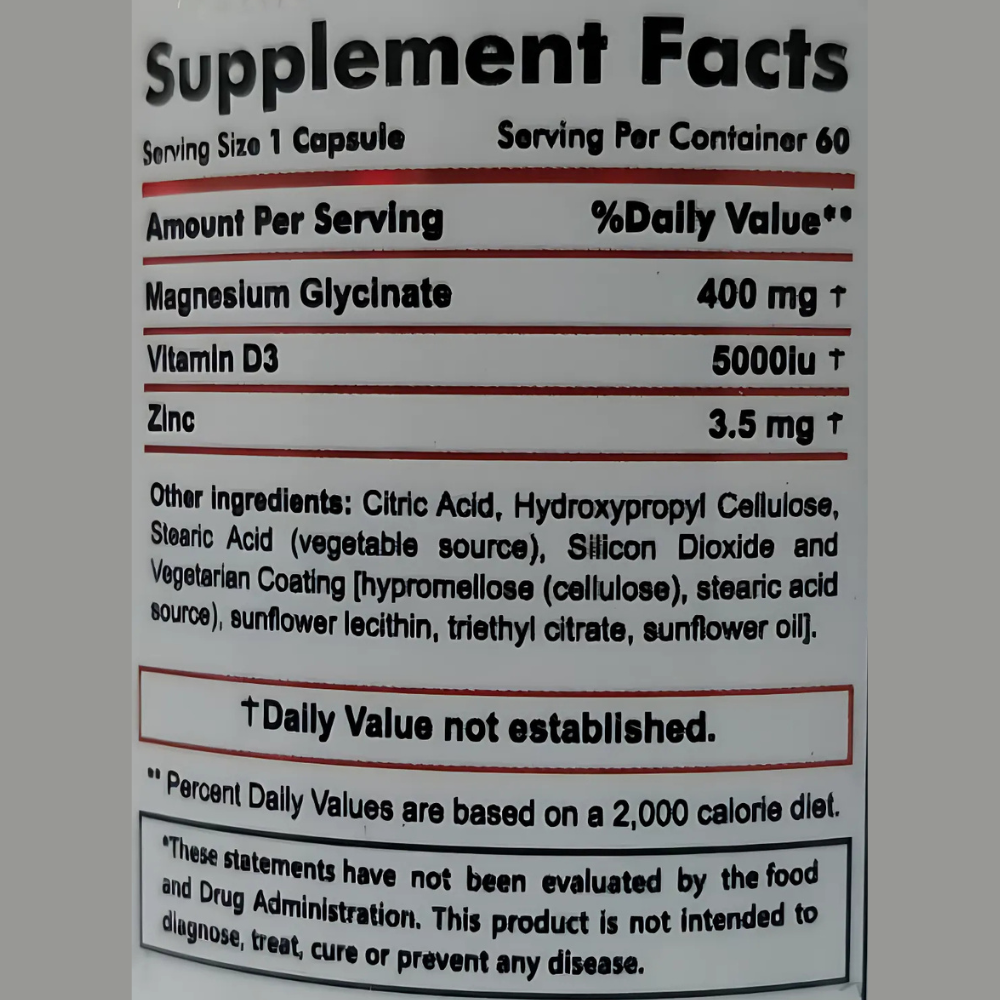 Supplement Facts
Serving Size 1 Capsule Serving Per Container 60
Amount Per Serving %Daily Value**
Magnesium Glycinate 400 mg †
Vitamin D3 5000iu †
Zinc 3.5 mg †
Other ingredients: Citric Acid, Hydroxypropyl Cellulose,
Stearic Acid (vegetable source), Silicon Dioxide and
Vegetarian Coating [hypromellose (cellulose), stearic acid
source), sunflower lecithin, triethyl citrate, sunflower oil].
†Daily Value not established.
** Percent Daily Values are based on a 2,000 calorie diet.
*These statements have not been evaluated by the food
and Drug Administration. This product is not intended to
diagnose, treat, cure or prevent any disease.